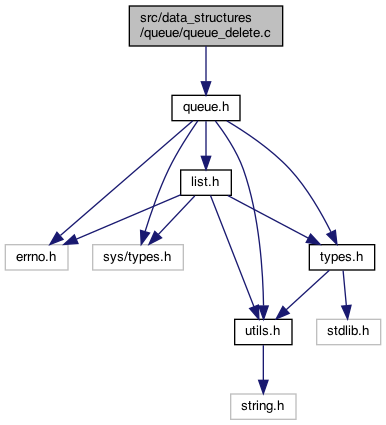 src/data_structures
/queue/queue_delete.c
queue.h
list.h
errno.h
sys/types.h
types.h
utils.h
stdlib.h
string.h